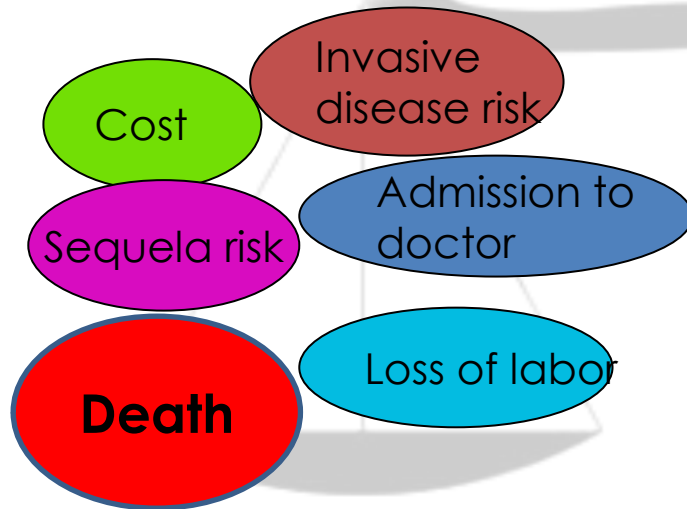 Invasive
disease risk
Cost
Admission to
doctor
Sequela risk
Loss of labor
Death